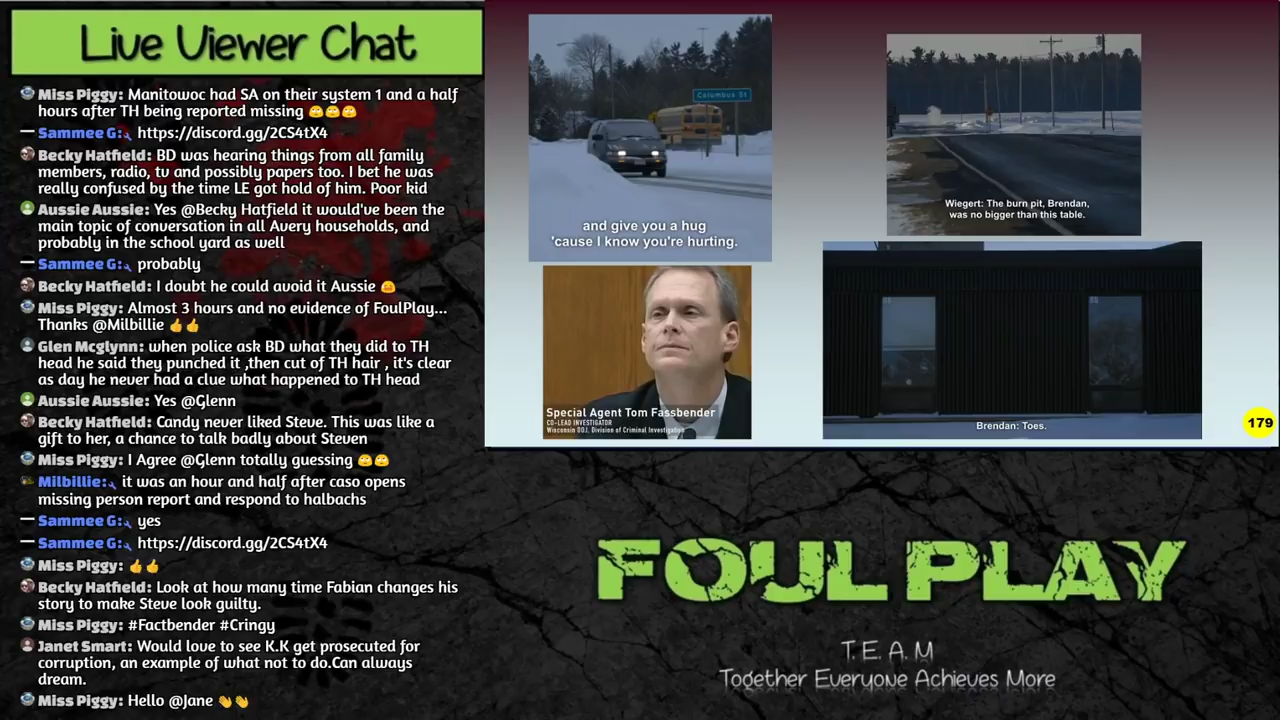 Live Viewer Chat
Miss Piggy: Manitowoc had SA on their system 1 and a half
hours after TH being reported missing 🙄🙄🙄
Sammee G: https://discord.gg/2CS4tX4
Becky Hatfield: BD was hearing things from all family
members, radio, tv and possibly papers too. I bet he was
really confused by the time LE got hold of him. Poor kid
Aussie Aussie: Yes @Becky Hatfield it would've been the
main topic of conversation in all Avery households, and
probably in the school yard as well
Sammee G: probably
Becky Hatfield: I doubt he could avoid it Aussie
Miss Piggy: Almost 3 hours and no evidence of FoulPlay...
Thanks @Milbillie 👍👍
Glen Mcglynn: when police ask BD what they did to TH
head he said they punched it ,then cut of TH hair , it's clear
as day he never had a clue what happened to TH head
Aussie Aussie: Yes @Glenn
Becky Hatfield: Candy never liked Steve. This was like a
gift to her, a chance to talk badly about Steven
Miss Piggy: I Agree @Glenn totally guessing 🙄🙄
Milbillie: it was an hour and half after caso opens
missing person report and respond to halbachs
Sammee G: yes
Sammee G: https://discord.gg/2CS4tX4
Miss Piggy: 👍👍
Becky Hatfield: Look at how many time Fabian changes his
story to make Steve look guilty.
Miss Piggy: #Factbender #Cringy
Janet Smart: Would love to see K.K get prosecuted for
corruption, an example of what not to do.Can always
dream.
Miss Piggy: Hello @Jane 👋👋
Columbus St
and give you a hug
'cause I know you're hurting.
Wiegert: The burn pit, Brendan,
was no bigger than this table.
Special Agent Tom Fassbender
CO-LEAD INVESTIGATOR
Wisconsin DOJ, Division of Criminal Investigation
Brendan: Toes.
179
FOUL PLAY
T.E.A.M
Together Everyone Achieves More